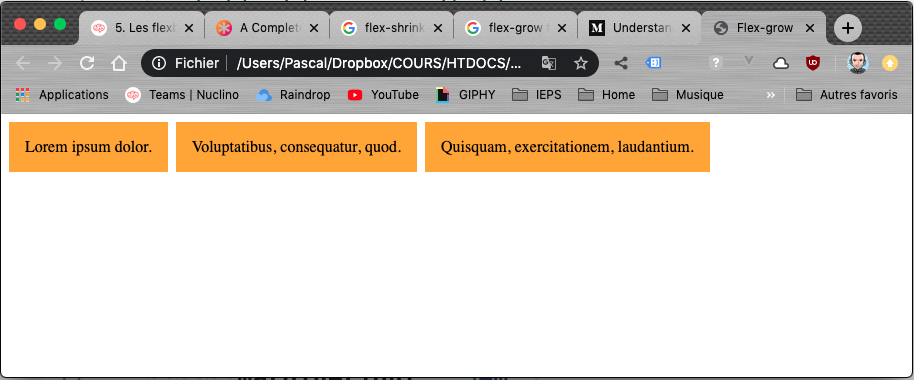 5. Les flexb
A Complet
flex-shrink
flex-grow
Understan
Flex-grow
Fichier /Users/Pascal/Dropbox/COURS/HTDOCS/...
Applications Teams | Nuclino Raindrop YouTube GIPHY IEPS Home Musique » Autres favoris
Lorem ipsum dolor. Voluptatibus, consequatur, quod. Quisquam, exercitationem, laudantium.